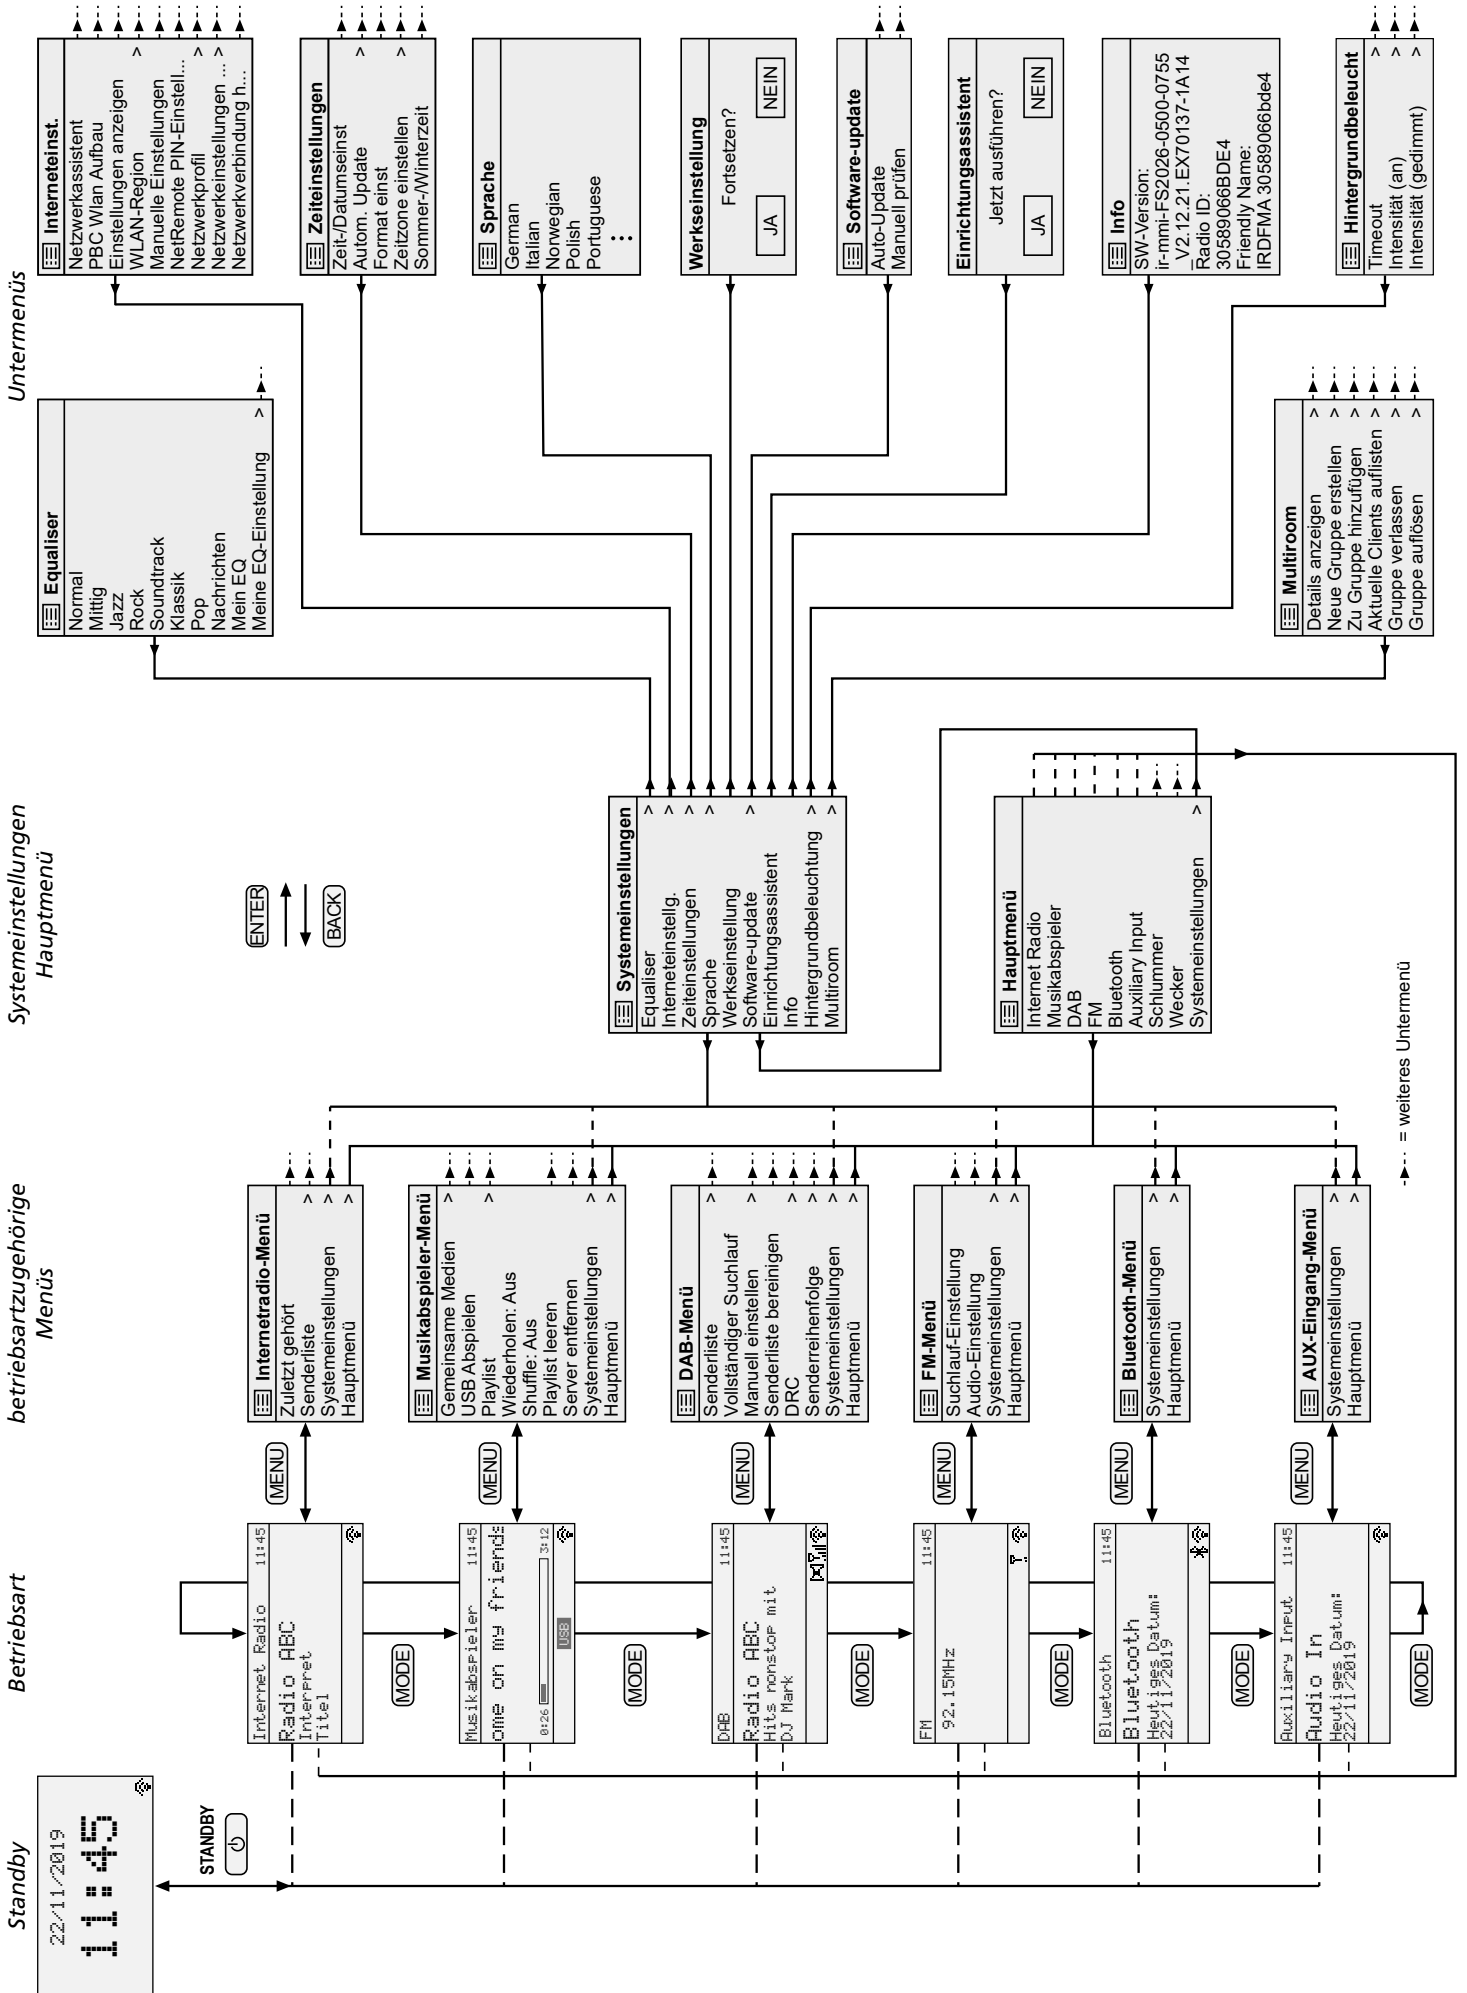 Standby
Betriebsart
betriebsartzugehörige
Menüs
Systemeinstellungen
Hauptmenü
Untermenüs
22/11/2019
11:45
STANDBY
Internet Radio 11:45
Radio ABC
Interpret
Titel
MODE
Musikabspieler 11:45
ome on my friends
0:26 3:12
USB
MODE
DAB 11:45
Radio ABC
Hits nonstop mit
DJ Mark
MODE
FM 11:45
92.15MHz
MODE
Bluetooth 11:45
Bluetooth
Heutiges Datum:
22/11/2019
MODE
Auxiliary Input 11:45
Audio In
Heutiges Datum:
22/11/2019
MODE
MENU
Internetradio-Menü
Zuletzt gehört
Senderliste >
Systemeinstellungen >
Hauptmenü >
MENU
Musikabspieler-Menü
Gemeinsame Medien >
USB Abspielen
Playlist >
Wiederholen: Aus
Shuffle: Aus
Playlist leeren
Server entfernen
Systemeinstellungen >
Hauptmenü >
MENU
DAB-Menü
Senderliste >
Vollständiger Suchlauf
Manuell einstellen >
Senderliste bereinigen >
DRC >
Senderreihenfolge >
Systemeinstellungen >
Hauptmenü >
MENU
FM-Menü
Suchlauf-Einstellung
Audio-Einstellung
Systemeinstellungen >
Hauptmenü >
MENU
Bluetooth-Menü
Systemeinstellungen >
Hauptmenü >
MENU
AUX-Eingang-Menü
Systemeinstellungen >
Hauptmenü >
ENTER
BACK
Systemeinstellungen
Equaliser >
Interneteinstellg. >
Zeiteinstellungen >
Sprache >
Werkseinstellung
Software-update >
Einrichtungsassistent
Info
Hintergrundbeleuchtung >
Multiroom >
Hauptmenü
Internet Radio
Musikabspieler
DAB
FM
Bluetooth
Auxiliary Input
Schlummer
Wecker
Systemeinstellungen >
= weiteres Untermenü
Equaliser
Normal
Mittig
Jazz
Rock
Soundtrack
Klassik
Pop
Nachrichten
Mein EQ
Meine EQ-Einstellung >
Multiroom
Details anzeigen >
Neue Gruppe erstellen >
Zu Gruppe hinzufügen >
Aktuelle Clients auflisten >
Gruppe verlassen >
Gruppe auflösen >
Interneteinst.
Netzwerkassistent
PBC Wlan Aufbau
Einstellungen anzeigen
WLAN-Region >
Manuelle Einstellungen
NetRemote PIN-Einstell...
Netzwerkprofil >
Netzwerkeinstellungen ... >
Netzwerkverbindung h... >
Zeiteinstellungen
Zeit-/Datumseinst
Autom. Update >
Format einst
Zeitzone einstellen >
Sommer-/Winterzeit
Sprache
German
Italian
Norwegian
Polish
Portuguese
Werkseinstellung
Fortsetzen?
JA NEIN
Software-update
Auto-Update
Manuell prüfen
Einrichtungsassistent
Jetzt ausführen?
JA NEIN
Info
SW-Version:
ir-mmi-FS2026-0500-0755
_V2.12.21.EX70137-1A14
Radio ID:
30589066BDE4
Friendly Name:
IRDFMA 30589066bde4
Hintergrundbeleucht
Timeout >
Intensität (an) >
Intensität (gedimmt) >